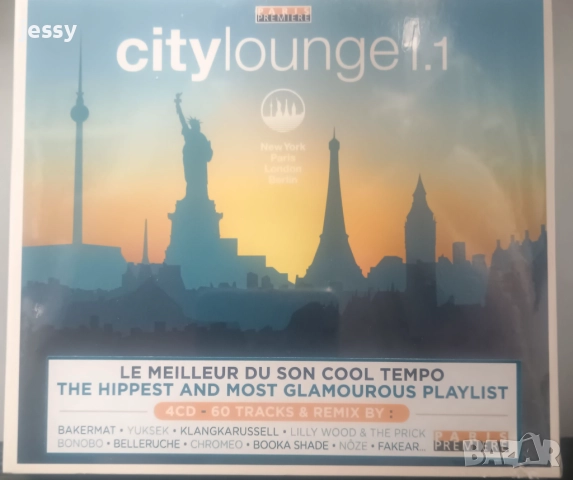 essy
PARIS
PREMIÈRE
citylounge1.1
New York
Paris
London
Berlin
LE MEILLEUR DU SON COOL TEMPO
THE HIPPEST AND MOST GLAMOUROUS PLAYLIST
4CD - 60 TRACKS & REMIX BY :
BAKERMAT • YUKSEK • KLANGKARUSSELL • LILLY WOOD & THE PRICK
BONOBO • BELLERUCHE • CHROMEO • BOOKA SHADE • NÔZE • FAKEAR...
PARIS
PREMIÈRE
BAZAR